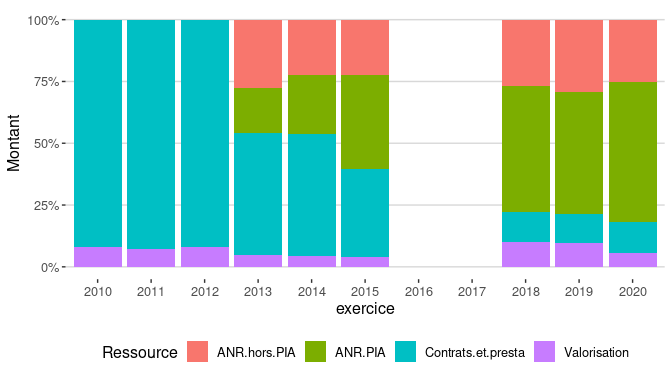 100%
75%
50%
25%
0%
Montant
2010 2011 2012 2013 2014 2015 2016 2017 2018 2019 2020
exercice
Ressource ANR.hors.PIA ANR.PIA Contrats.et.presta Valorisation